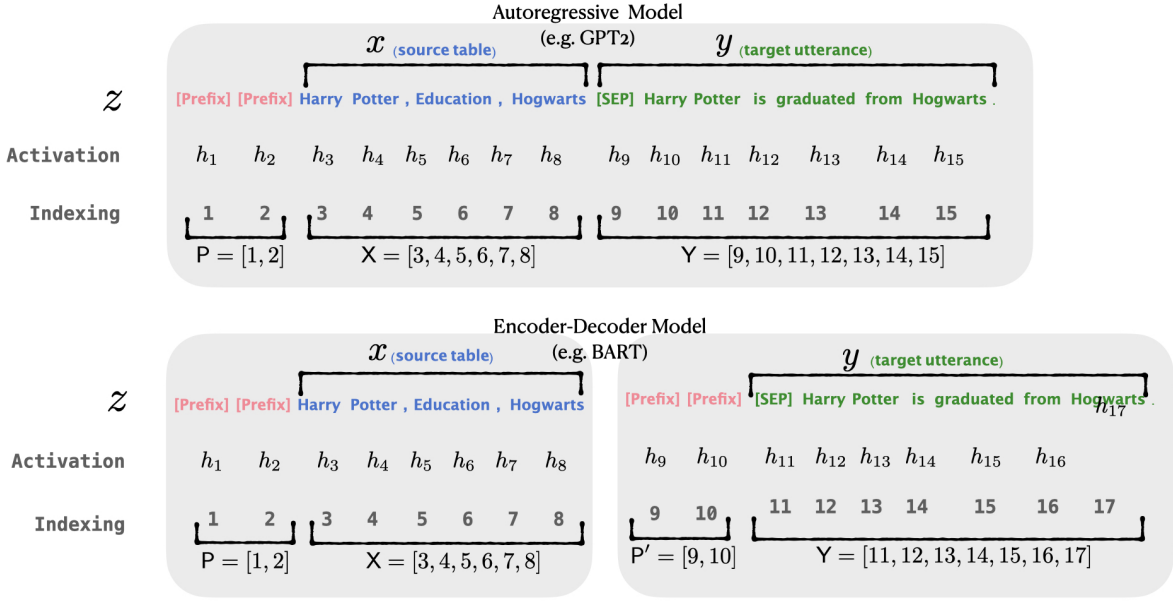 Autoregressive Model
(e.g. GPT2)
x (source table) y (target utterance)
z [Prefix] [Prefix] Harry Potter , Education , Hogwarts [SEP] Harry Potter is graduated from Hogwarts .
Activation h1 h2 h3 h4 h5 h6 h7 h8 h9 h10 h11 h12 h13 h14 h15
Indexing 1 2 3 4 5 6 7 8 9 10 11 12 13 14 15
P = [1, 2] X = [3, 4, 5, 6, 7, 8] Y = [9, 10, 11, 12, 13, 14, 15]
Encoder-Decoder Model
(e.g. BART)
x (source table) y (target utterance)
z [Prefix] [Prefix] Harry Potter , Education , Hogwarts [Prefix] [Prefix] [SEP] Harry Potter is graduated from Hogwarts .
Activation h1 h2 h3 h4 h5 h6 h7 h8 h9 h10 h11 h12 h13 h14 h15 h16 h17
Indexing 1 2 3 4 5 6 7 8 9 10 11 12 13 14 15 16 17
P = [1, 2] X = [3, 4, 5, 6, 7, 8] P′ = [9, 10] Y = [11, 12, 13, 14, 15, 16, 17]